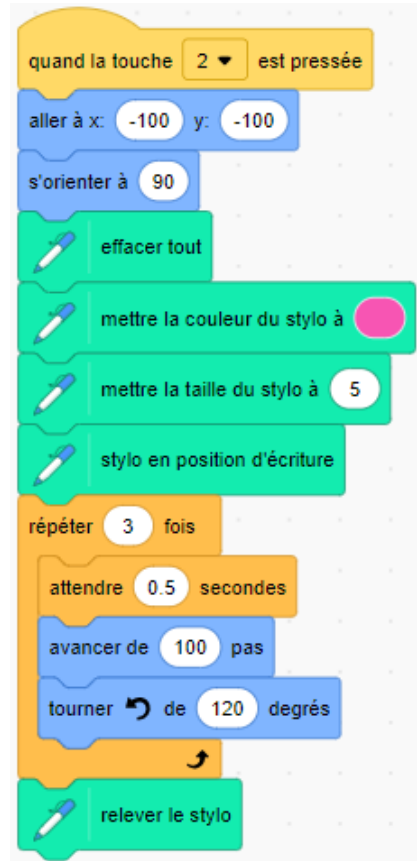 quand la touche 2 est pressée
aller à x: -100 y: -100
s'orienter à 90
effacer tout
mettre la couleur du stylo à
mettre la taille du stylo à 5
stylo en position d'écriture
répéter 3 fois
attendre 0.5 secondes
avancer de 100 pas
tourner de 120 degrés
relever le stylo